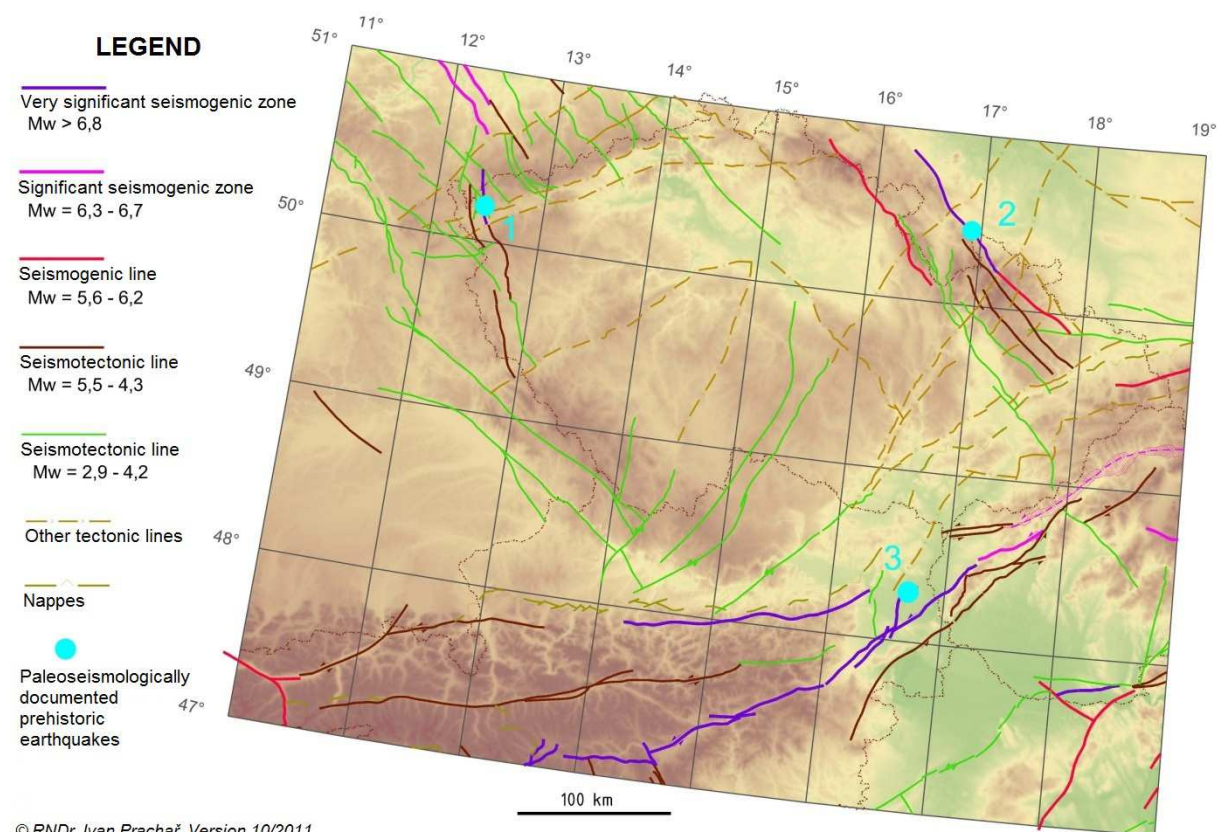 LEGEND
Very significant seismogenic zone
Mw > 6,8
Significant seismogenic zone
Mw = 6,3 - 6,7
Seismogenic line
Mw = 5,6 - 6,2
Seismotectonic line
Mw = 5,5 - 4,3
Seismotectonic line
Mw = 2,9 - 4,2
Other tectonic lines
Nappes
Paleoseismologically
documented
prehistoric
earthquakes
© RNDr. Ivan Prachař, Version 10/2011
51° 11° 12° 13° 14° 15° 16° 17° 18° 19°
50°
49°
48°
47°
1
2
3
100 km